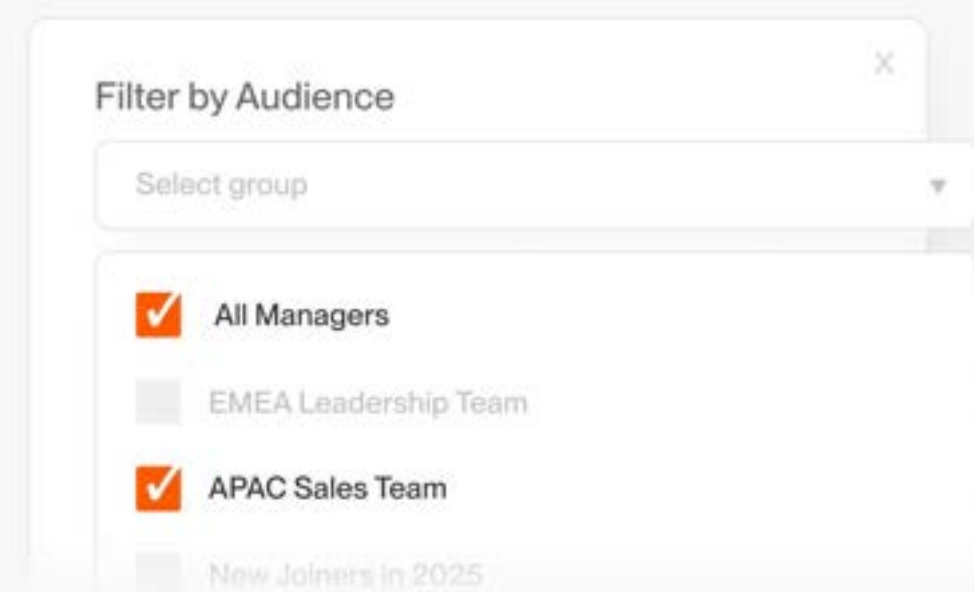 X
Filter by Audience
Select group
All Managers
EMEA Leadership Team
APAC Sales Team
New Joiners in 2025